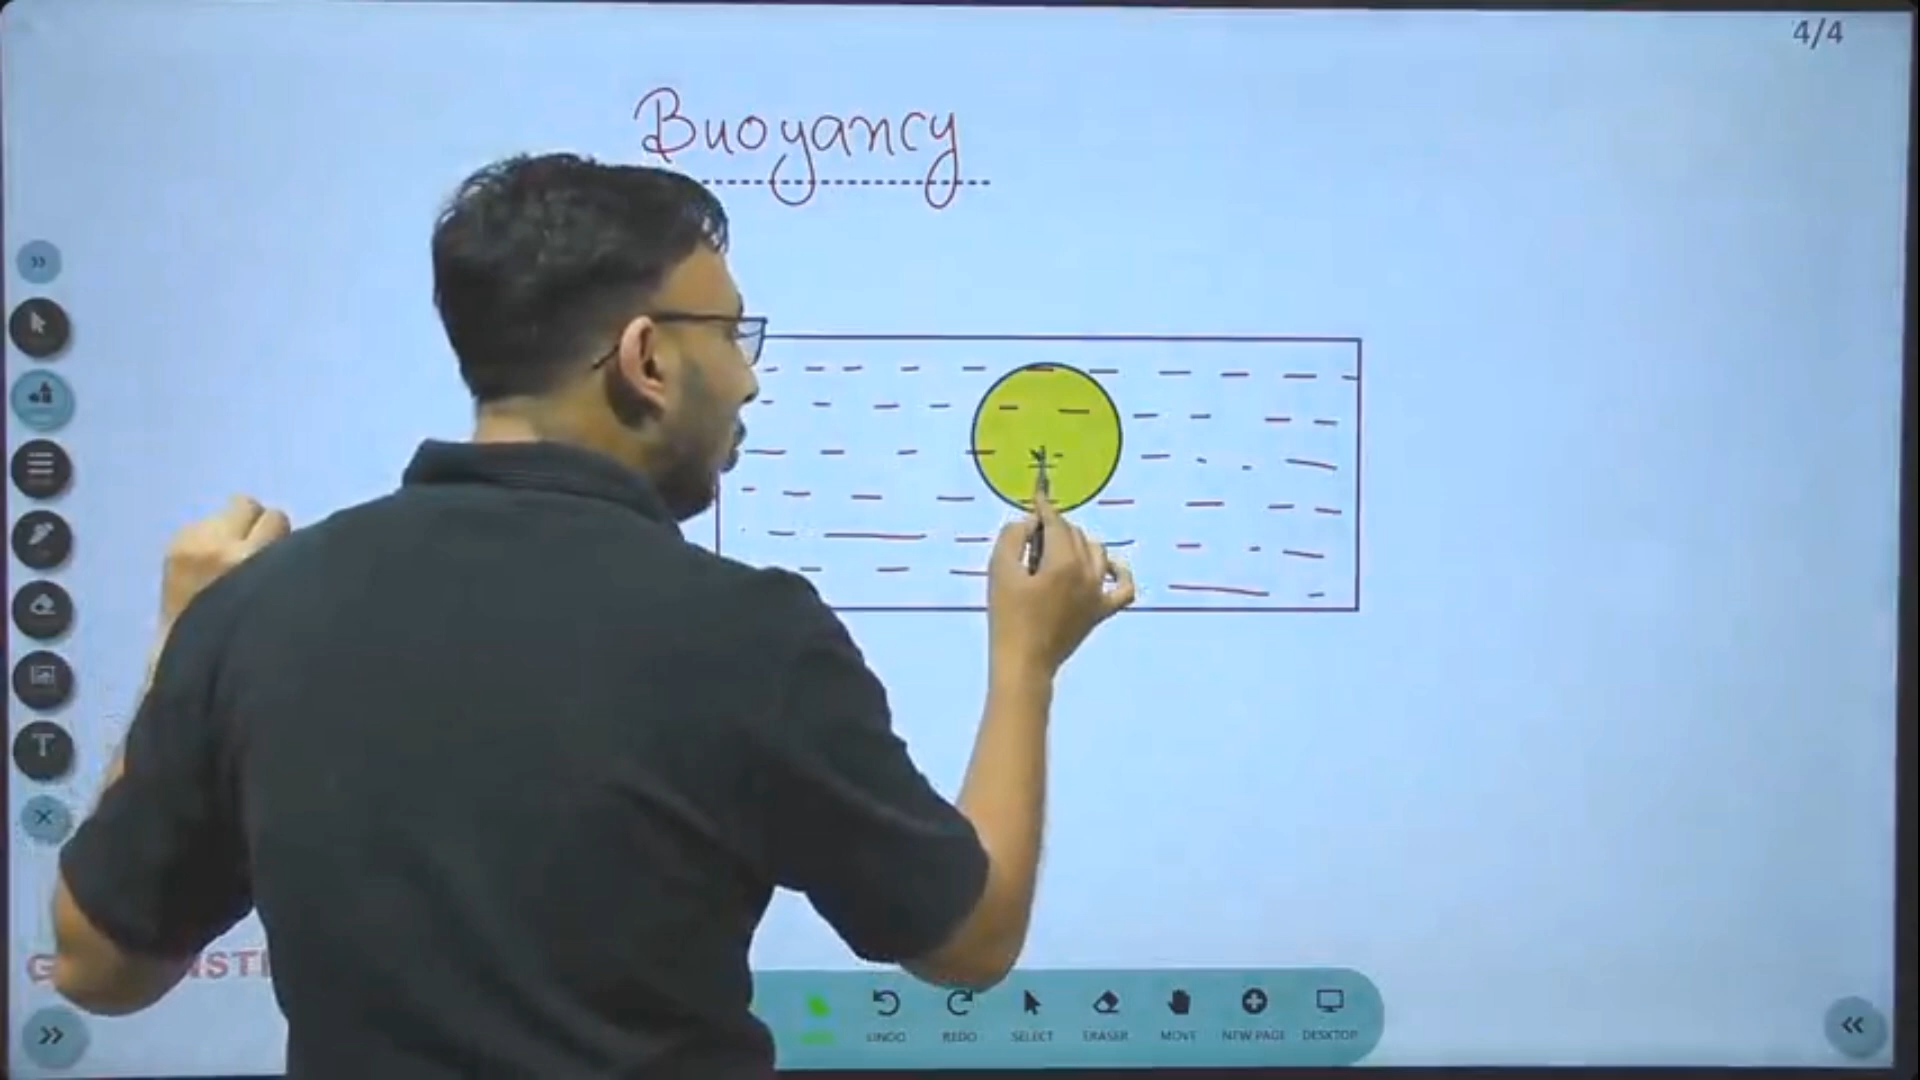 4/4
Buoyancy
T
UNDO REDO SELECT ERASER MOVE NEW PAGE DESKTOP